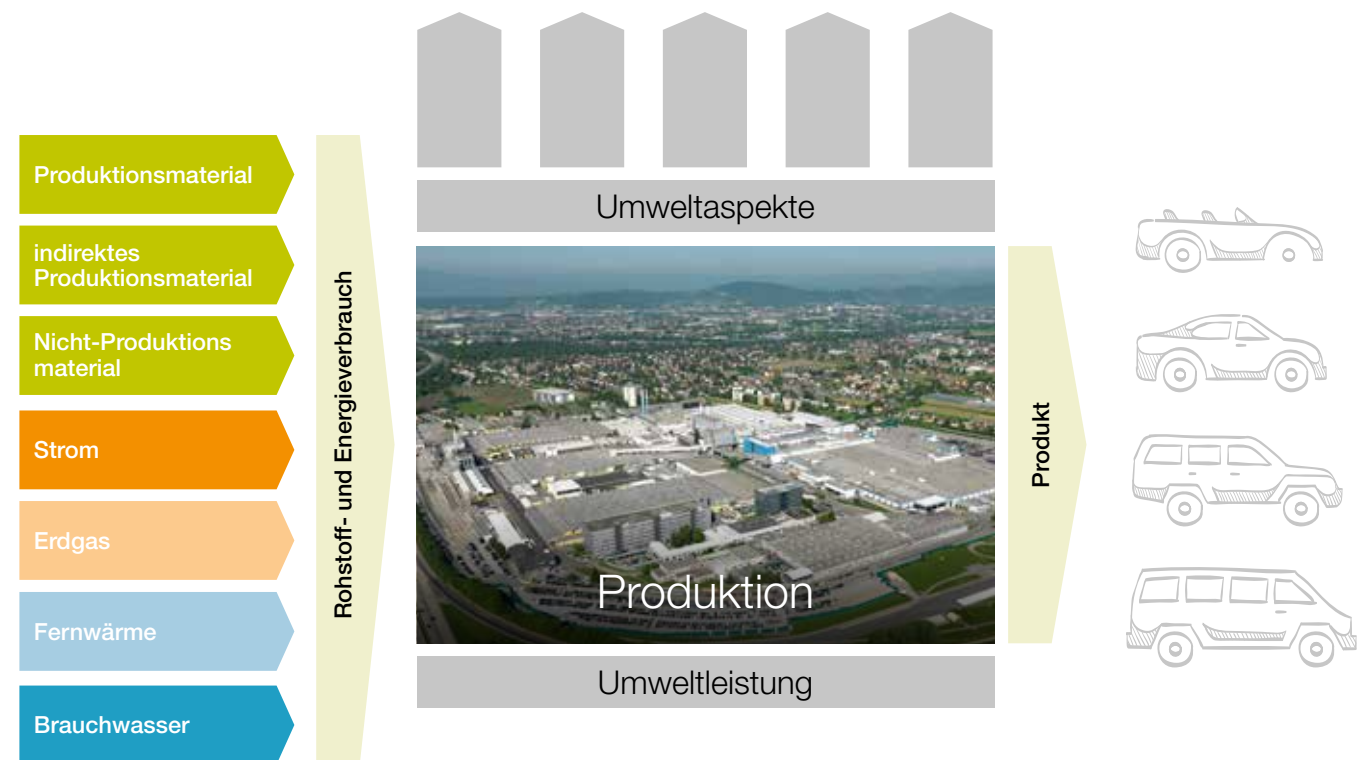 Produktionsmaterial
indirektes
Produktionsmaterial
Nicht-Produktions
material
Strom
Erdgas
Fernwärme
Brauchwasser
Rohstoff- und Energieverbrauch
Umweltaspekte
Produktion
Umweltleistung
Produkt